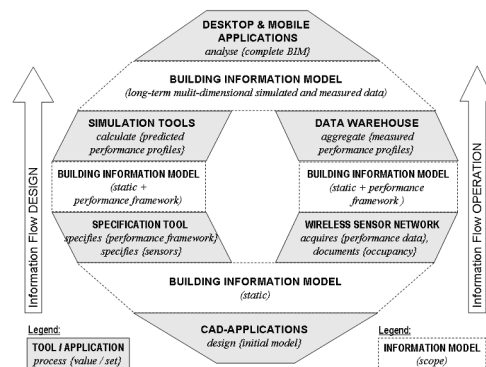 DESKTOP & MOBILE
APPLICATIONS
analyse {complete BIM}
BUILDING INFORMATION MODEL
(long-term mulit-dimensional simulated and measured data)
SIMULATION TOOLS
calculate {predicted
performance profiles}
DATA WAREHOUSE
aggregate {measured
performance profiles}
BUILDING INFORMATION MODEL
(static +
performance framework)
BUILDING INFORMATION MODEL
(static + performance
framework )
SPECIFICATION TOOL
specifies {performance framework}
specifies {sensors}
WIRELESS SENSOR NETWORK
acquires {performance data},
documents {occupancy}
BUILDING INFORMATION MODEL
(static)
CAD-APPLICATIONS
design {initial model}
Information Flow DESIGN
Information Flow OPERATION
Legend:
TOOL / APPLICATION
process {value / set}
Legend:
INFORMATION MODEL
(scope)